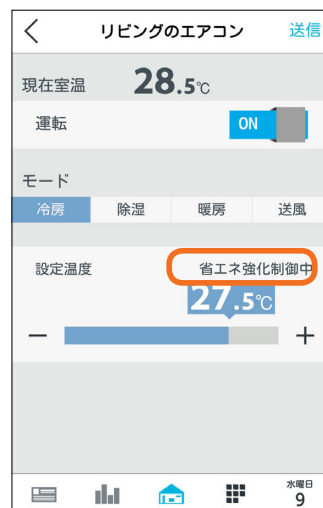 リビングのエアコン 送信
現在室温 28.5℃
運転 ON
モード
冷房 除湿 暖房 送風
設定温度 省エネ強化制御中
27.5℃
水曜日
9